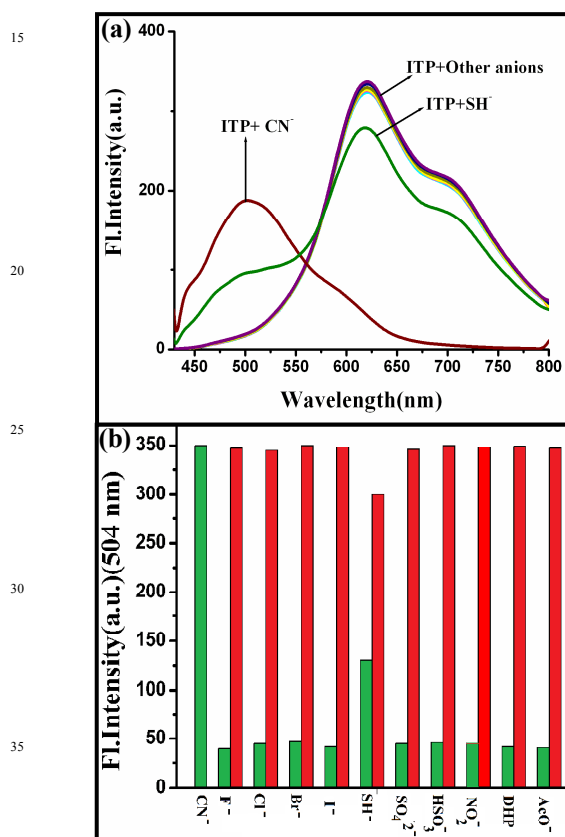 15
20
25
30
35
(a)
400
200
0
Fl.Intensity(a.u.)
ITP+Other anions
ITP+SH⁻
ITP+ CN⁻
450 500 550 600 650 700 750 800
Wavelength(nm)
(b)
350
300
250
200
150
100
50
0
Fl.Intensity(a.u.)(504 nm)
CN⁻ F⁻ Cl⁻ Br⁻ I⁻ SH⁻ SO₄²⁻ HSO₃⁻ NO₂⁻ DHP AcO⁻